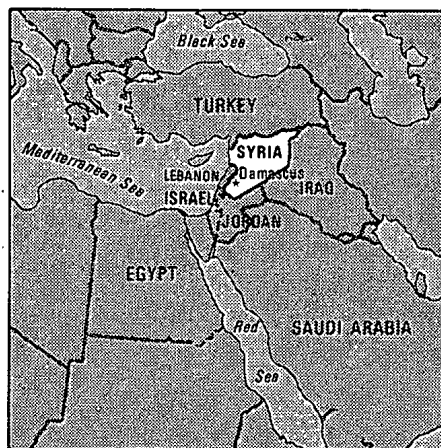 Black Sea
TURKEY
Mediterranean Sea
SYRIA
LEBANON
Damascus
ISRAEL
IRAQ
JORDAN
EGYPT
Red
Sea
SAUDI ARABIA